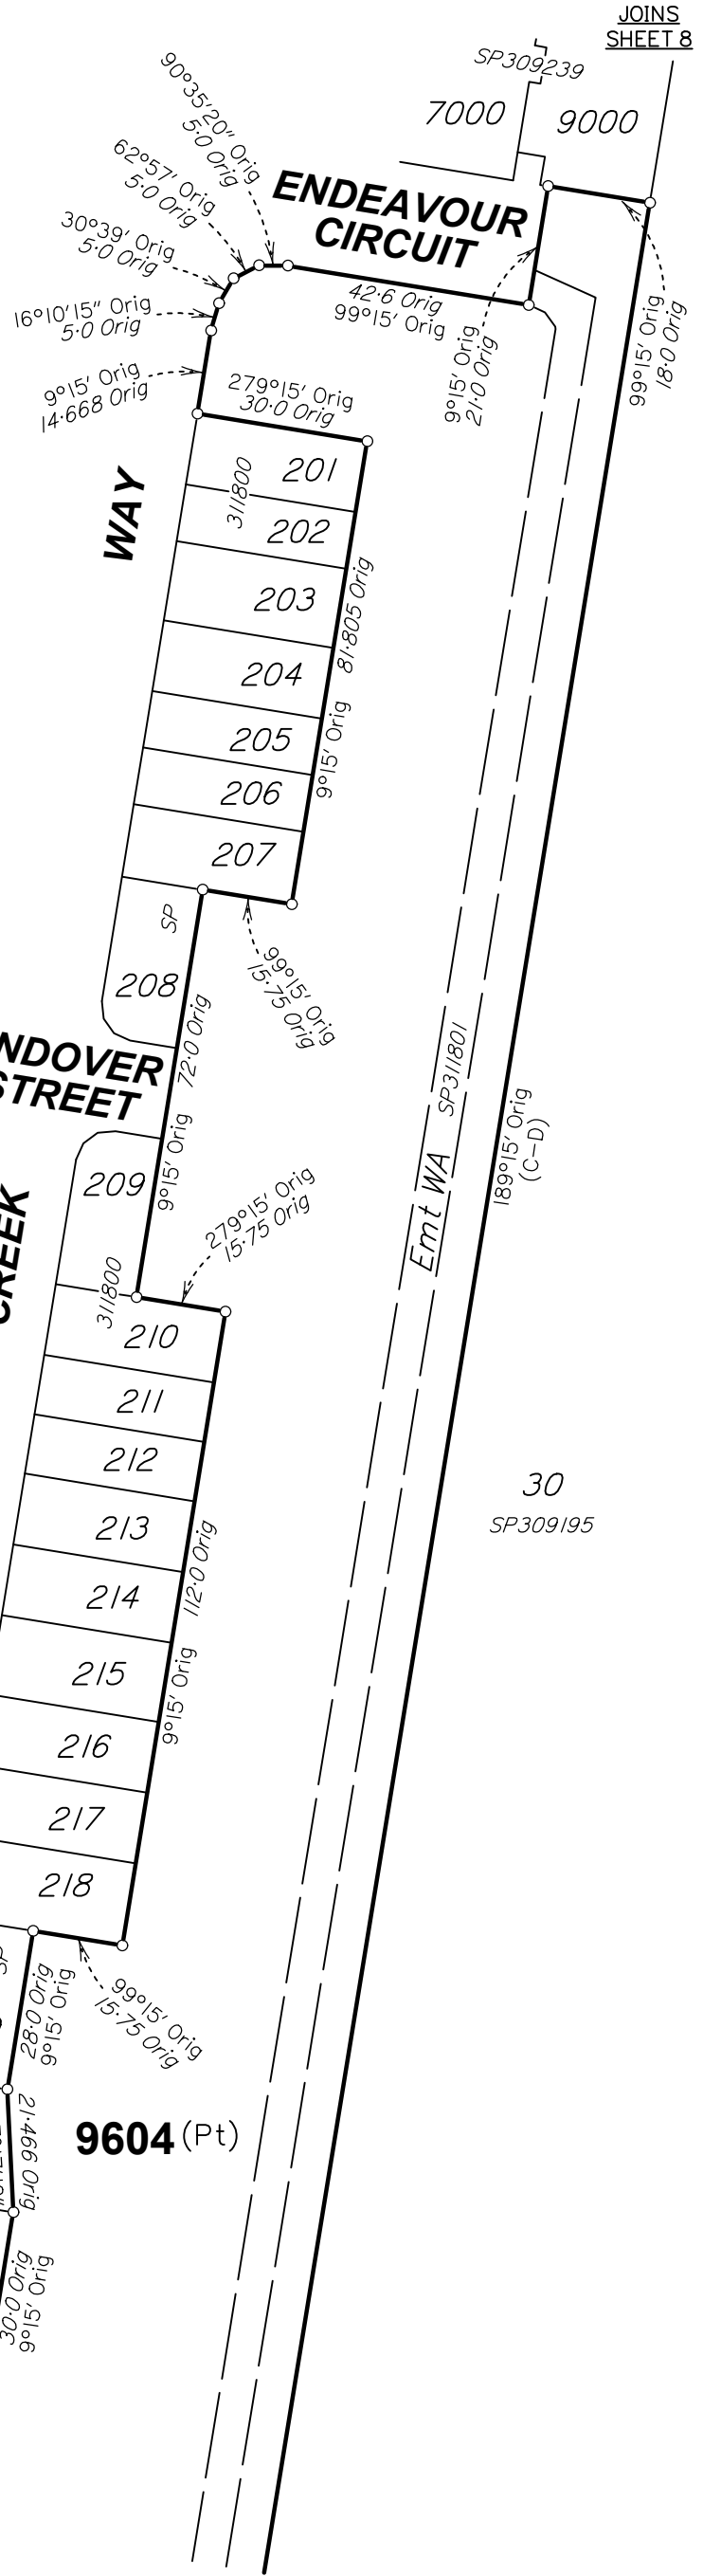 JOINS
SHEET 8
SP309239
7000
9000
90°35'20" Orig
5·0 Orig
62°57' Orig
5·0 Orig
30°39' Orig
5·0 Orig
16°10'15" Orig
5·0 Orig
9°15' Orig
14·668 Orig
ENDEAVOUR
CIRCUIT
42·6 Orig
99°15' Orig
9°15' Orig
21·0 Orig
99°15' Orig
18·0 Orig
279°15' Orig
30·0 Orig
WAY
201
311800
202
203
81·805 Orig
204
9°15' Orig
205
206
207
SP
99°15' Orig
15·75 Orig
208
72·0 Orig
9°15' Orig
NDOVER
STREET
209
279°15' Orig
15·75 Orig
311800
210
211
212
213
112·0 Orig
214
9°15' Orig
215
216
217
218
SP
99°15' Orig
15·75 Orig
28·0 Orig
9°15' Orig
21·466 Orig
30·0 Orig
9°15' Orig
9604 (Pt)
Emt WA SP311801
189°15' Orig
(C-D)
30
SP309195